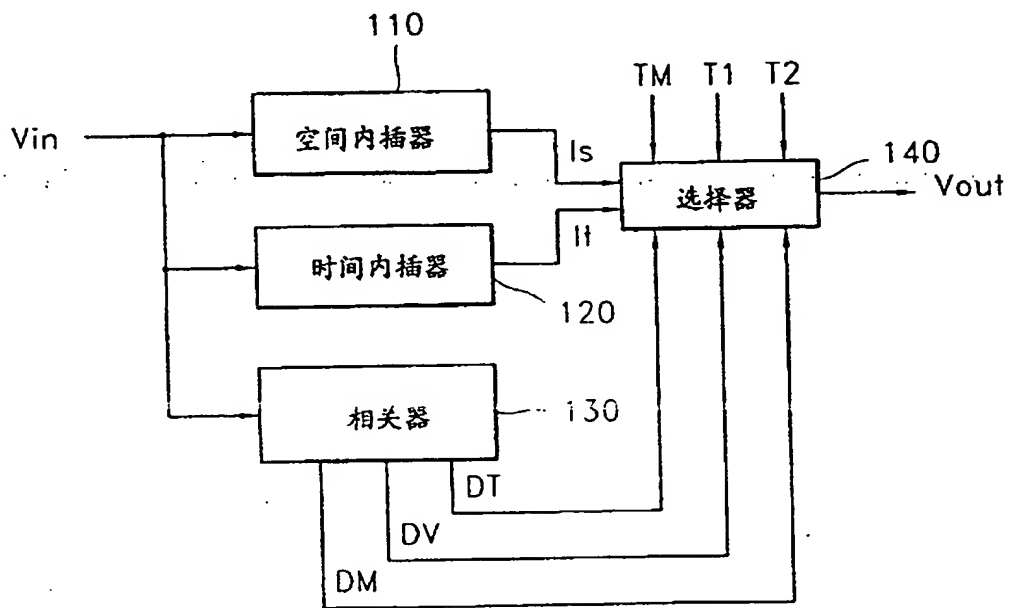 110
TM T1 T2
Vin
空间内插器
Is
140
选择器
Vout
It
时间内插器
120
相关器
130
DT
DV
DM